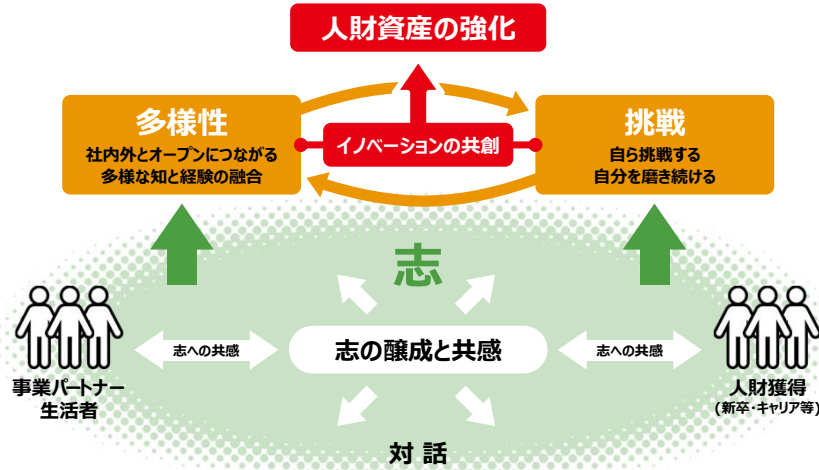 人財資産の強化
多様性
社内外とオープンにつながる
多様な知と経験の融合
イノベーションの共創
挑戦
自ら挑戦する
自分を磨き続ける
志
志への共感
志の醸成と共感
志への共感
事業パートナー
生活者
人財獲得
(新卒・キャリア等)
対話